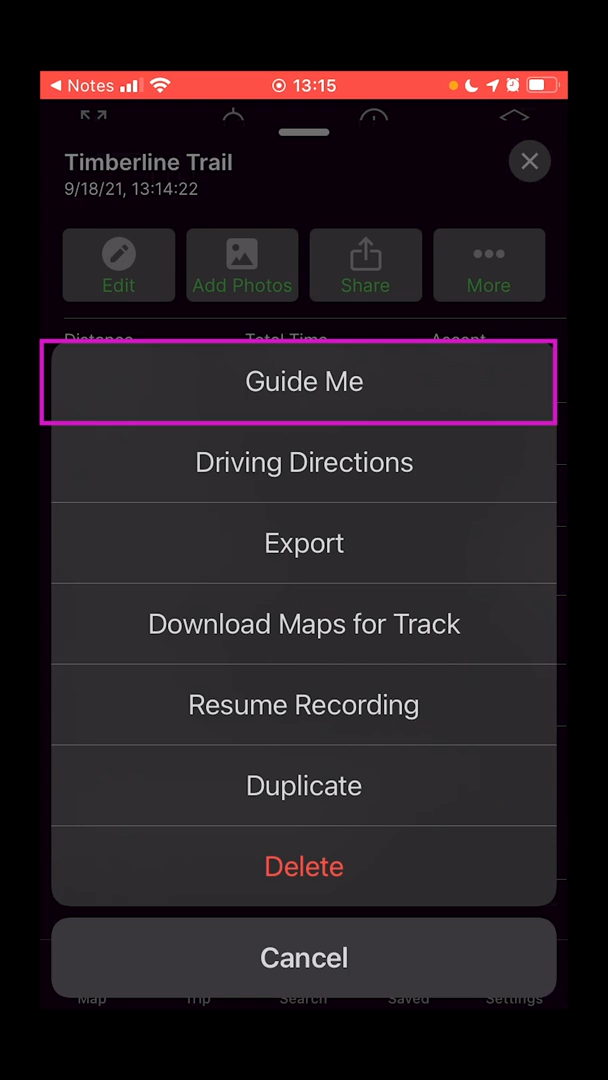 Notes 13:15
Timberline Trail
9/18/21, 13:14:22
Edit Add Photos Share More
Distance Total Time Ascent
Guide Me
Driving Directions
Export
Download Maps for Track
Resume Recording
Duplicate
Delete
Cancel
Map Trip Search Saved Settings